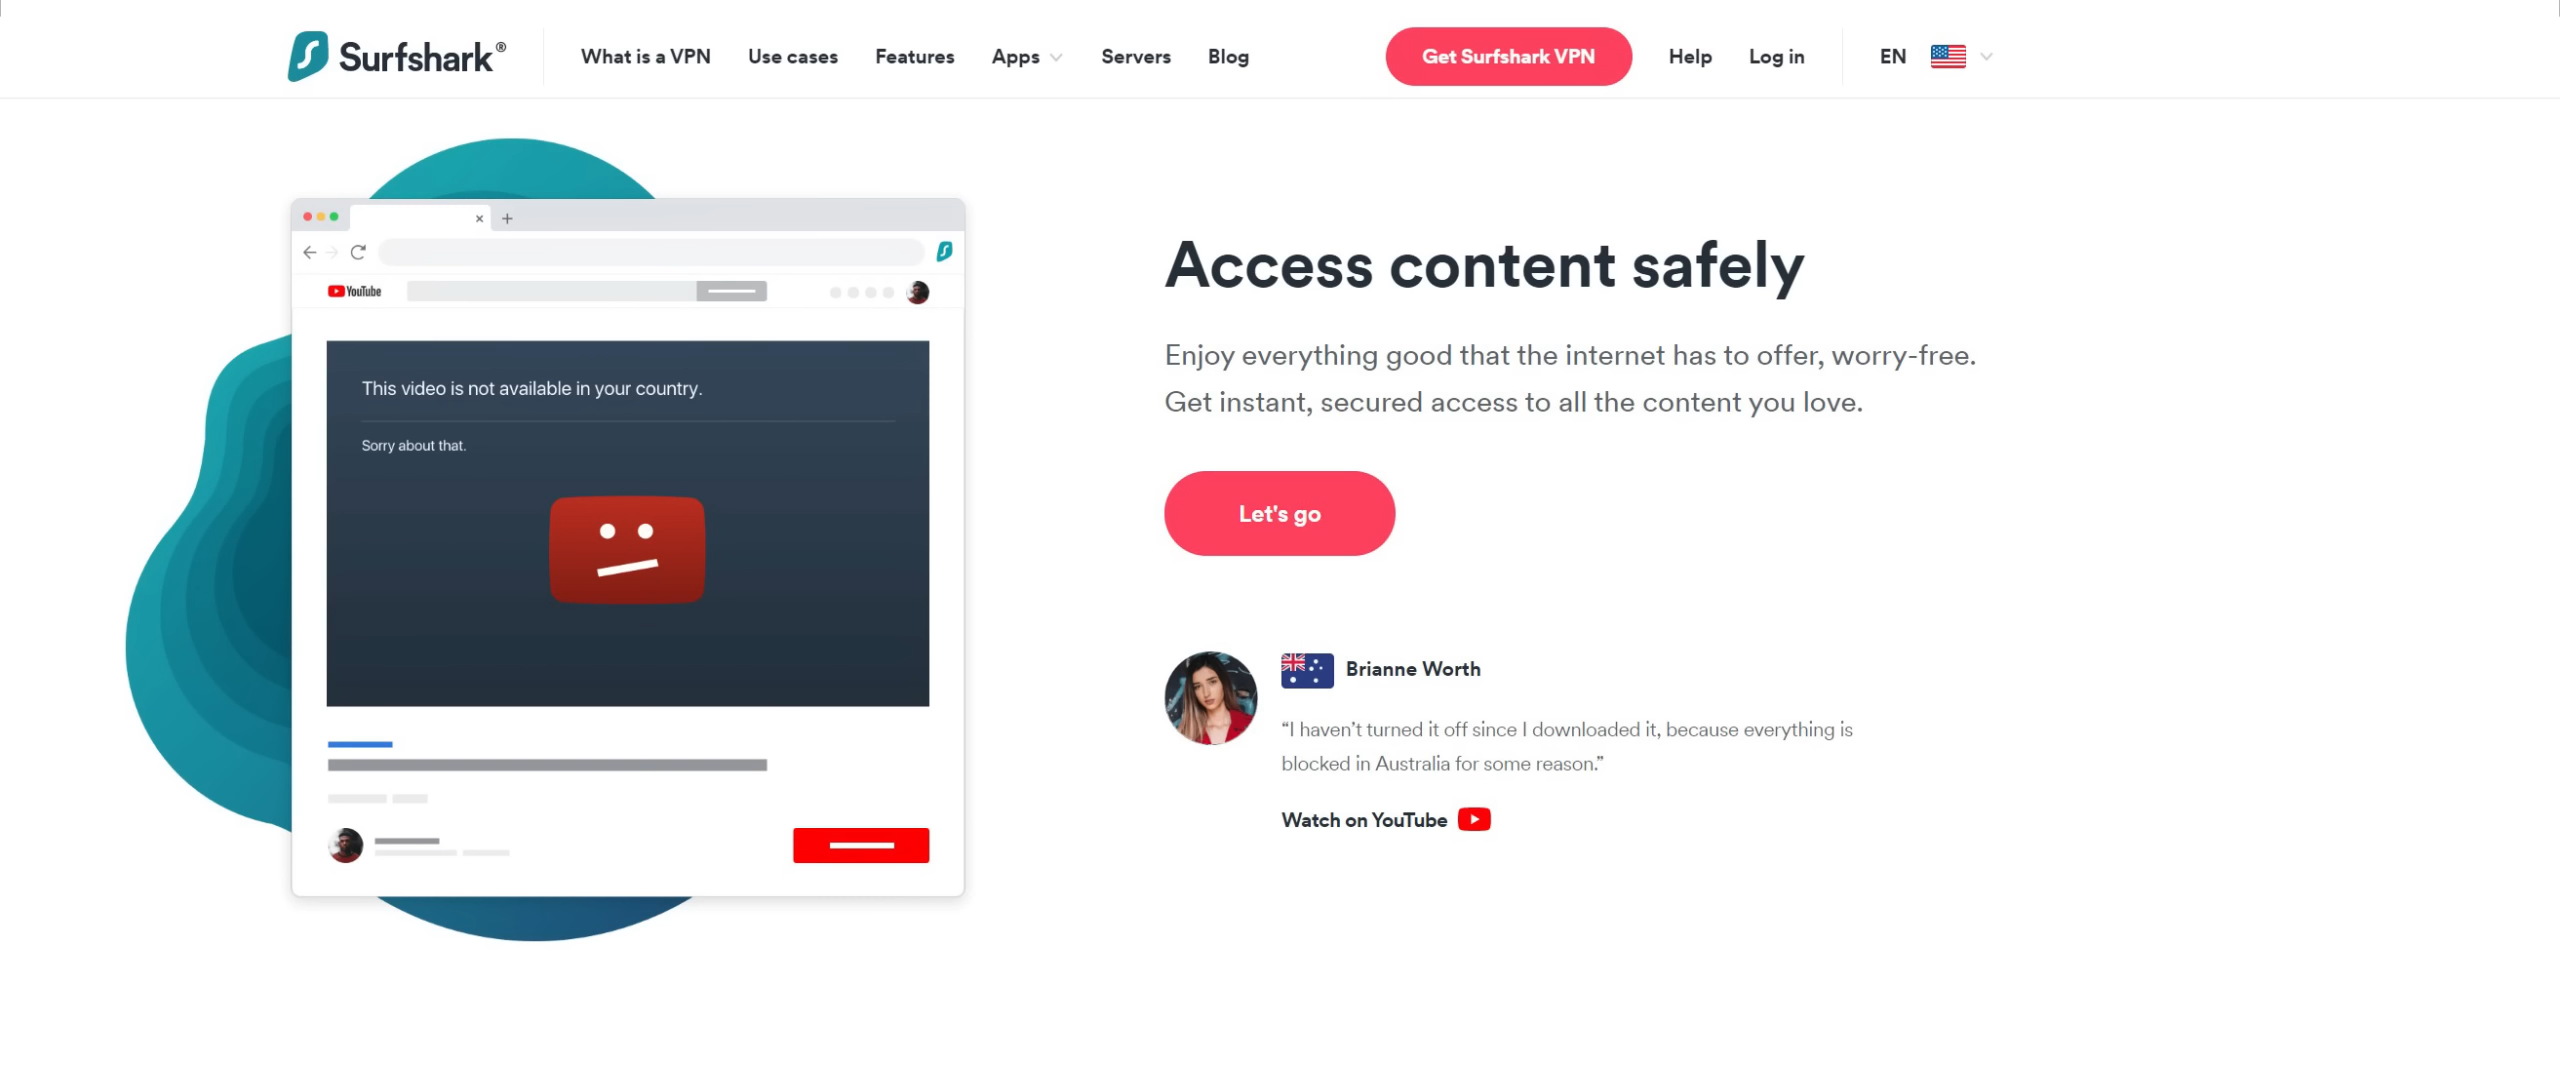 Surfshark®
What is a VPN
Use cases
Features
Apps
Servers
Blog
Get Surfshark VPN
Help
Log in
EN
YouTube
This video is not available in your country.
Sorry about that.
Access content safely
Enjoy everything good that the internet has to offer, worry-free.
Get instant, secured access to all the content you love.
Let's go
Brianne Worth
“I haven’t turned it off since I downloaded it, because everything is
blocked in Australia for some reason.”
Watch on YouTube